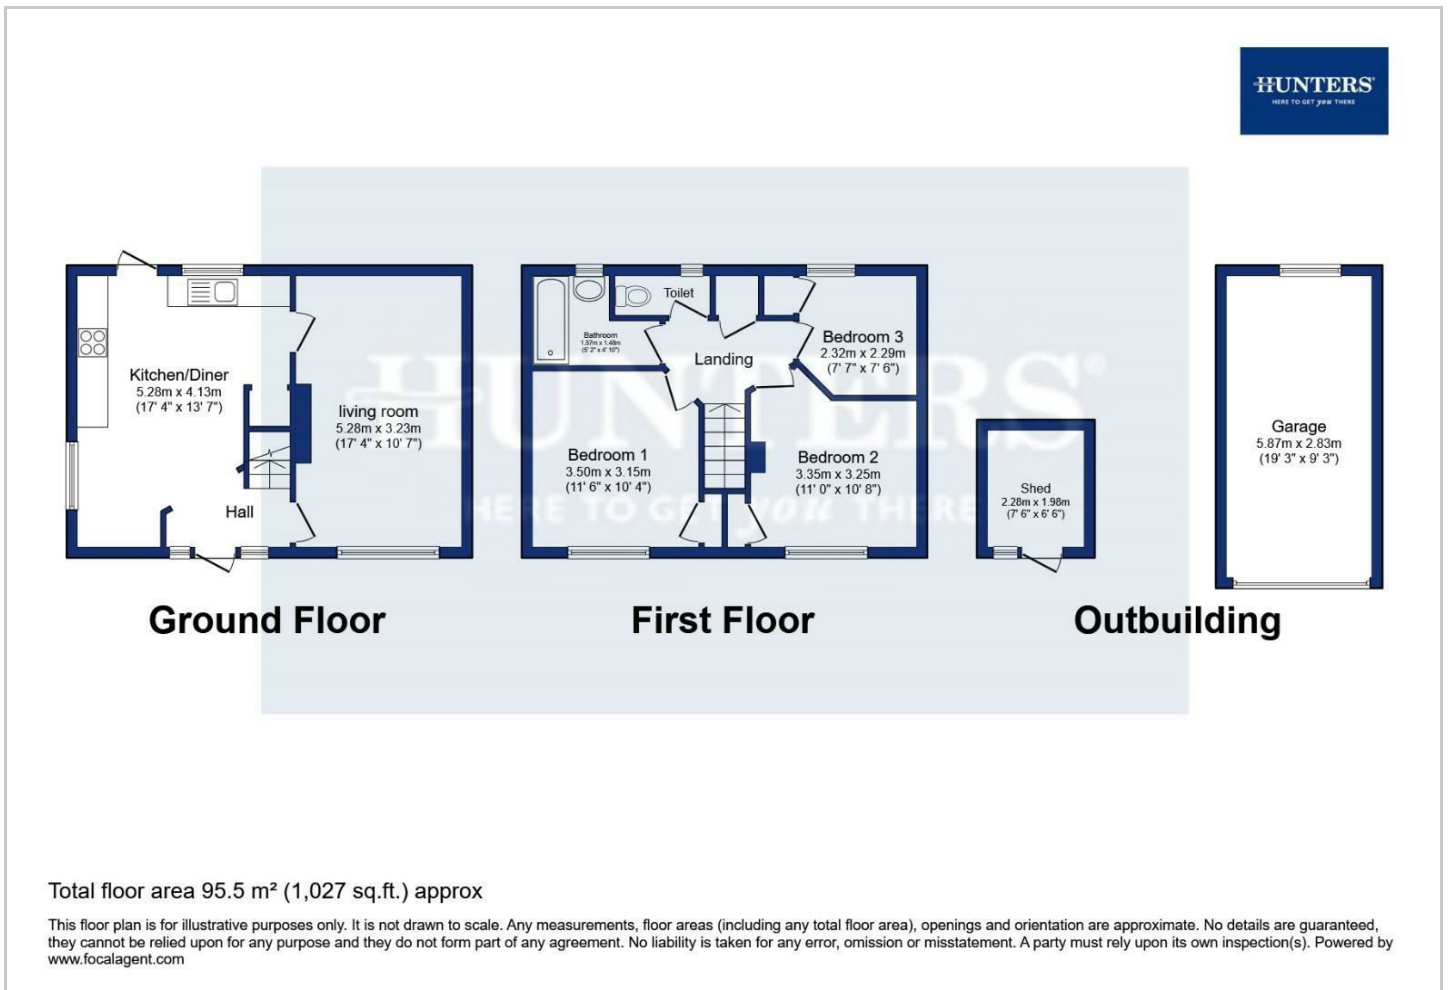 HUNTERS®
HERE TO GET you THERE
Kitchen/Diner
5.28m x 4.13m
(17' 4" x 13' 7")
living room
5.28m x 3.23m
(17' 4" x 10' 7")
Hall
Ground Floor
Bathroom
1.57m x 1.48m
(5' 2" x 4' 10")
Toilet
Landing
Bedroom 3
2.32m x 2.29m
(7' 7" x 7' 6")
Bedroom 1
3.50m x 3.15m
(11' 6" x 10' 4")
Bedroom 2
3.35m x 3.25m
(11' 0" x 10' 8")
First Floor
HUNTERS®
HERE TO GET you THERE
Shed
2.28m x 1.98m
(7' 6" x 6' 6")
Garage
5.87m x 2.83m
(19' 3" x 9' 3")
Outbuilding
Total floor area 95.5 m² (1,027 sq.ft.) approx
This floor plan is for illustrative purposes only. It is not drawn to scale. Any measurements, floor areas (including any total floor area), openings and orientation are approximate. No details are guaranteed,
they cannot be relied upon for any purpose and they do not form part of any agreement. No liability is taken for any error, omission or misstatement. A party must rely upon its own inspection(s). Powered by
www.focalagent.com